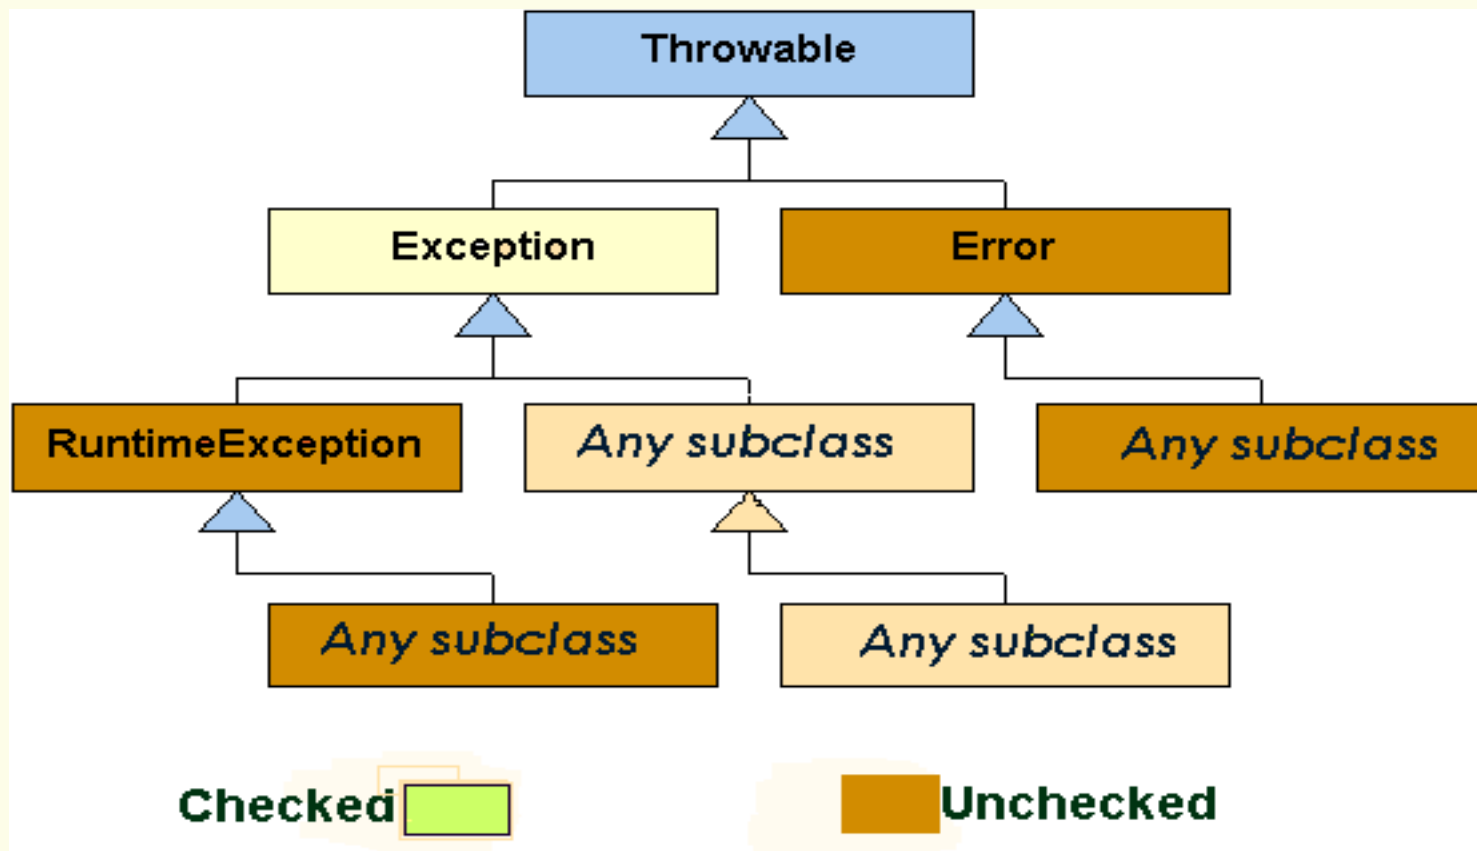 Throwable
Exception
Error
RuntimeException
Any subclass
Any subclass
Any subclass
Any subclass
Checked
Unchecked